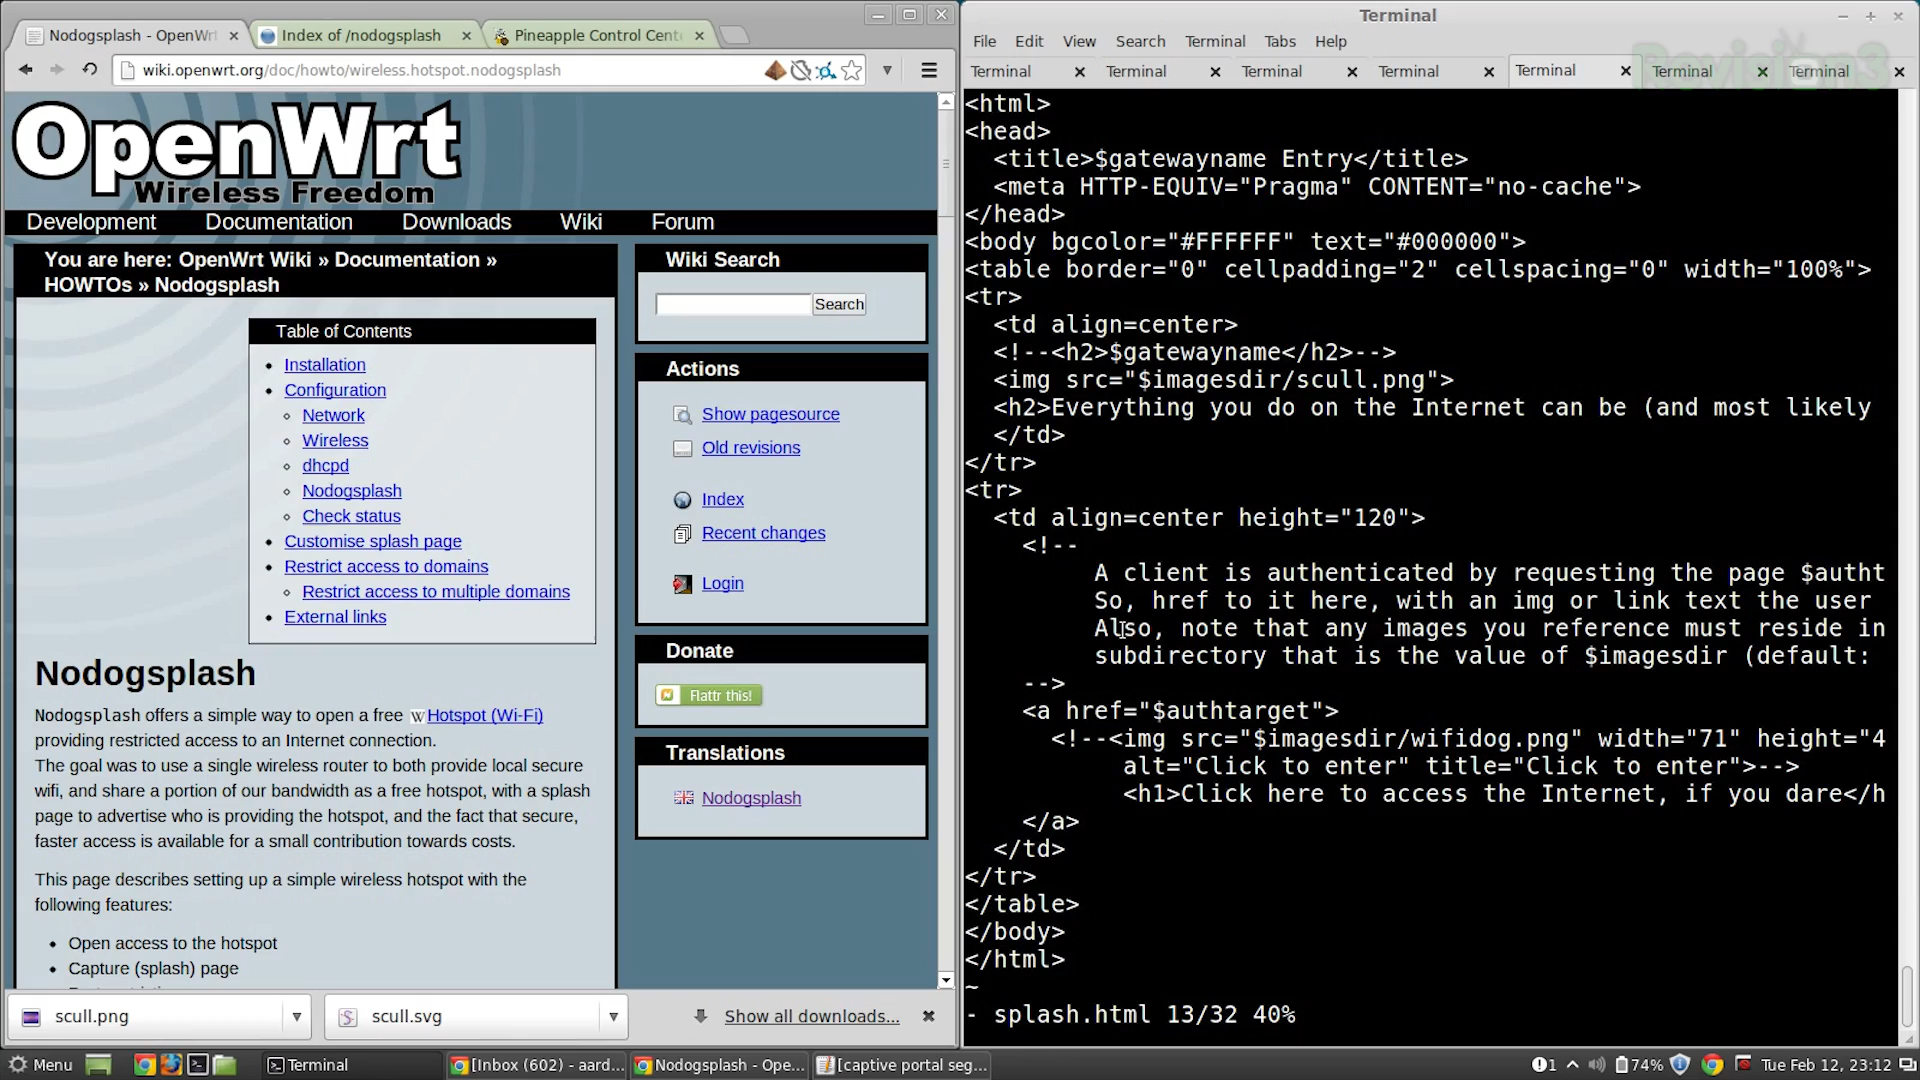 Nodogsplash - OpenWrt
Index of /nodogsplash
Pineapple Control Cent
wiki.openwrt.org/doc/howto/wireless.hotspot.nodogsplash
OpenWrt
Wireless Freedom
Development Documentation Downloads Wiki Forum
You are here: OpenWrt Wiki » Documentation »
HOWTOs » Nodogsplash
Table of Contents
Installation
Configuration
Network
Wireless
dhcpd
Nodogsplash
Check status
Customise splash page
Restrict access to domains
Restrict access to multiple domains
External links
Nodogsplash
Nodogsplash offers a simple way to open a free Hotspot (Wi-Fi)
providing restricted access to an Internet connection.
The goal was to use a single wireless router to both provide local secure
wifi, and share a portion of our bandwidth as a free hotspot, with a splash
page to advertise who is providing the hotspot, and the fact that secure,
faster access is available for a small contribution towards costs.
This page describes setting up a simple wireless hotspot with the
following features:
• Open access to the hotspot
• Capture (splash) page
Wiki Search
Search
Actions
Show pagesource
Old revisions
Index
Recent changes
Login
Donate
Flattr this!
Translations
Nodogsplash
scull.png
scull.svg
Show all downloads...
Terminal
File Edit View Search Terminal Tabs Help
Terminal Terminal Terminal Terminal Terminal Terminal Terminal
Revision3
<html>
<head>
<title>$gatewayname Entry</title>
<meta HTTP-EQUIV="Pragma" CONTENT="no-cache">
</head>
<body bgcolor="#FFFFFF" text="#000000">
<table border="0" cellpadding="2" cellspacing="0" width="100%">
<tr>
<td align=center>
<!--<h2>$gatewayname</h2>-->
<img src="$imagesdir/scull.png">
<h2>Everything you do on the Internet can be (and most likely
</td>
</tr>
<tr>
<td align=center height="120">
<!--
A client is authenticated by requesting the page $autht
So, href to it here, with an img or link text the user
Also, note that any images you reference must reside in
subdirectory that is the value of $imagesdir (default:
-->
<a href="$authtarget">
<!--<img src="$imagesdir/wifidog.png" width="71" height="4
alt="Click to enter" title="Click to enter">-->
<h1>Click here to access the Internet, if you dare</h
</a>
</td>
</tr>
</table>
</body>
</html>
~
- splash.html 13/32 40%
Menu
Terminal
[Inbox (602) - aard...
Nodogsplash - Ope...
[captive portal seg...
1
74%
Tue Feb 12, 23:12